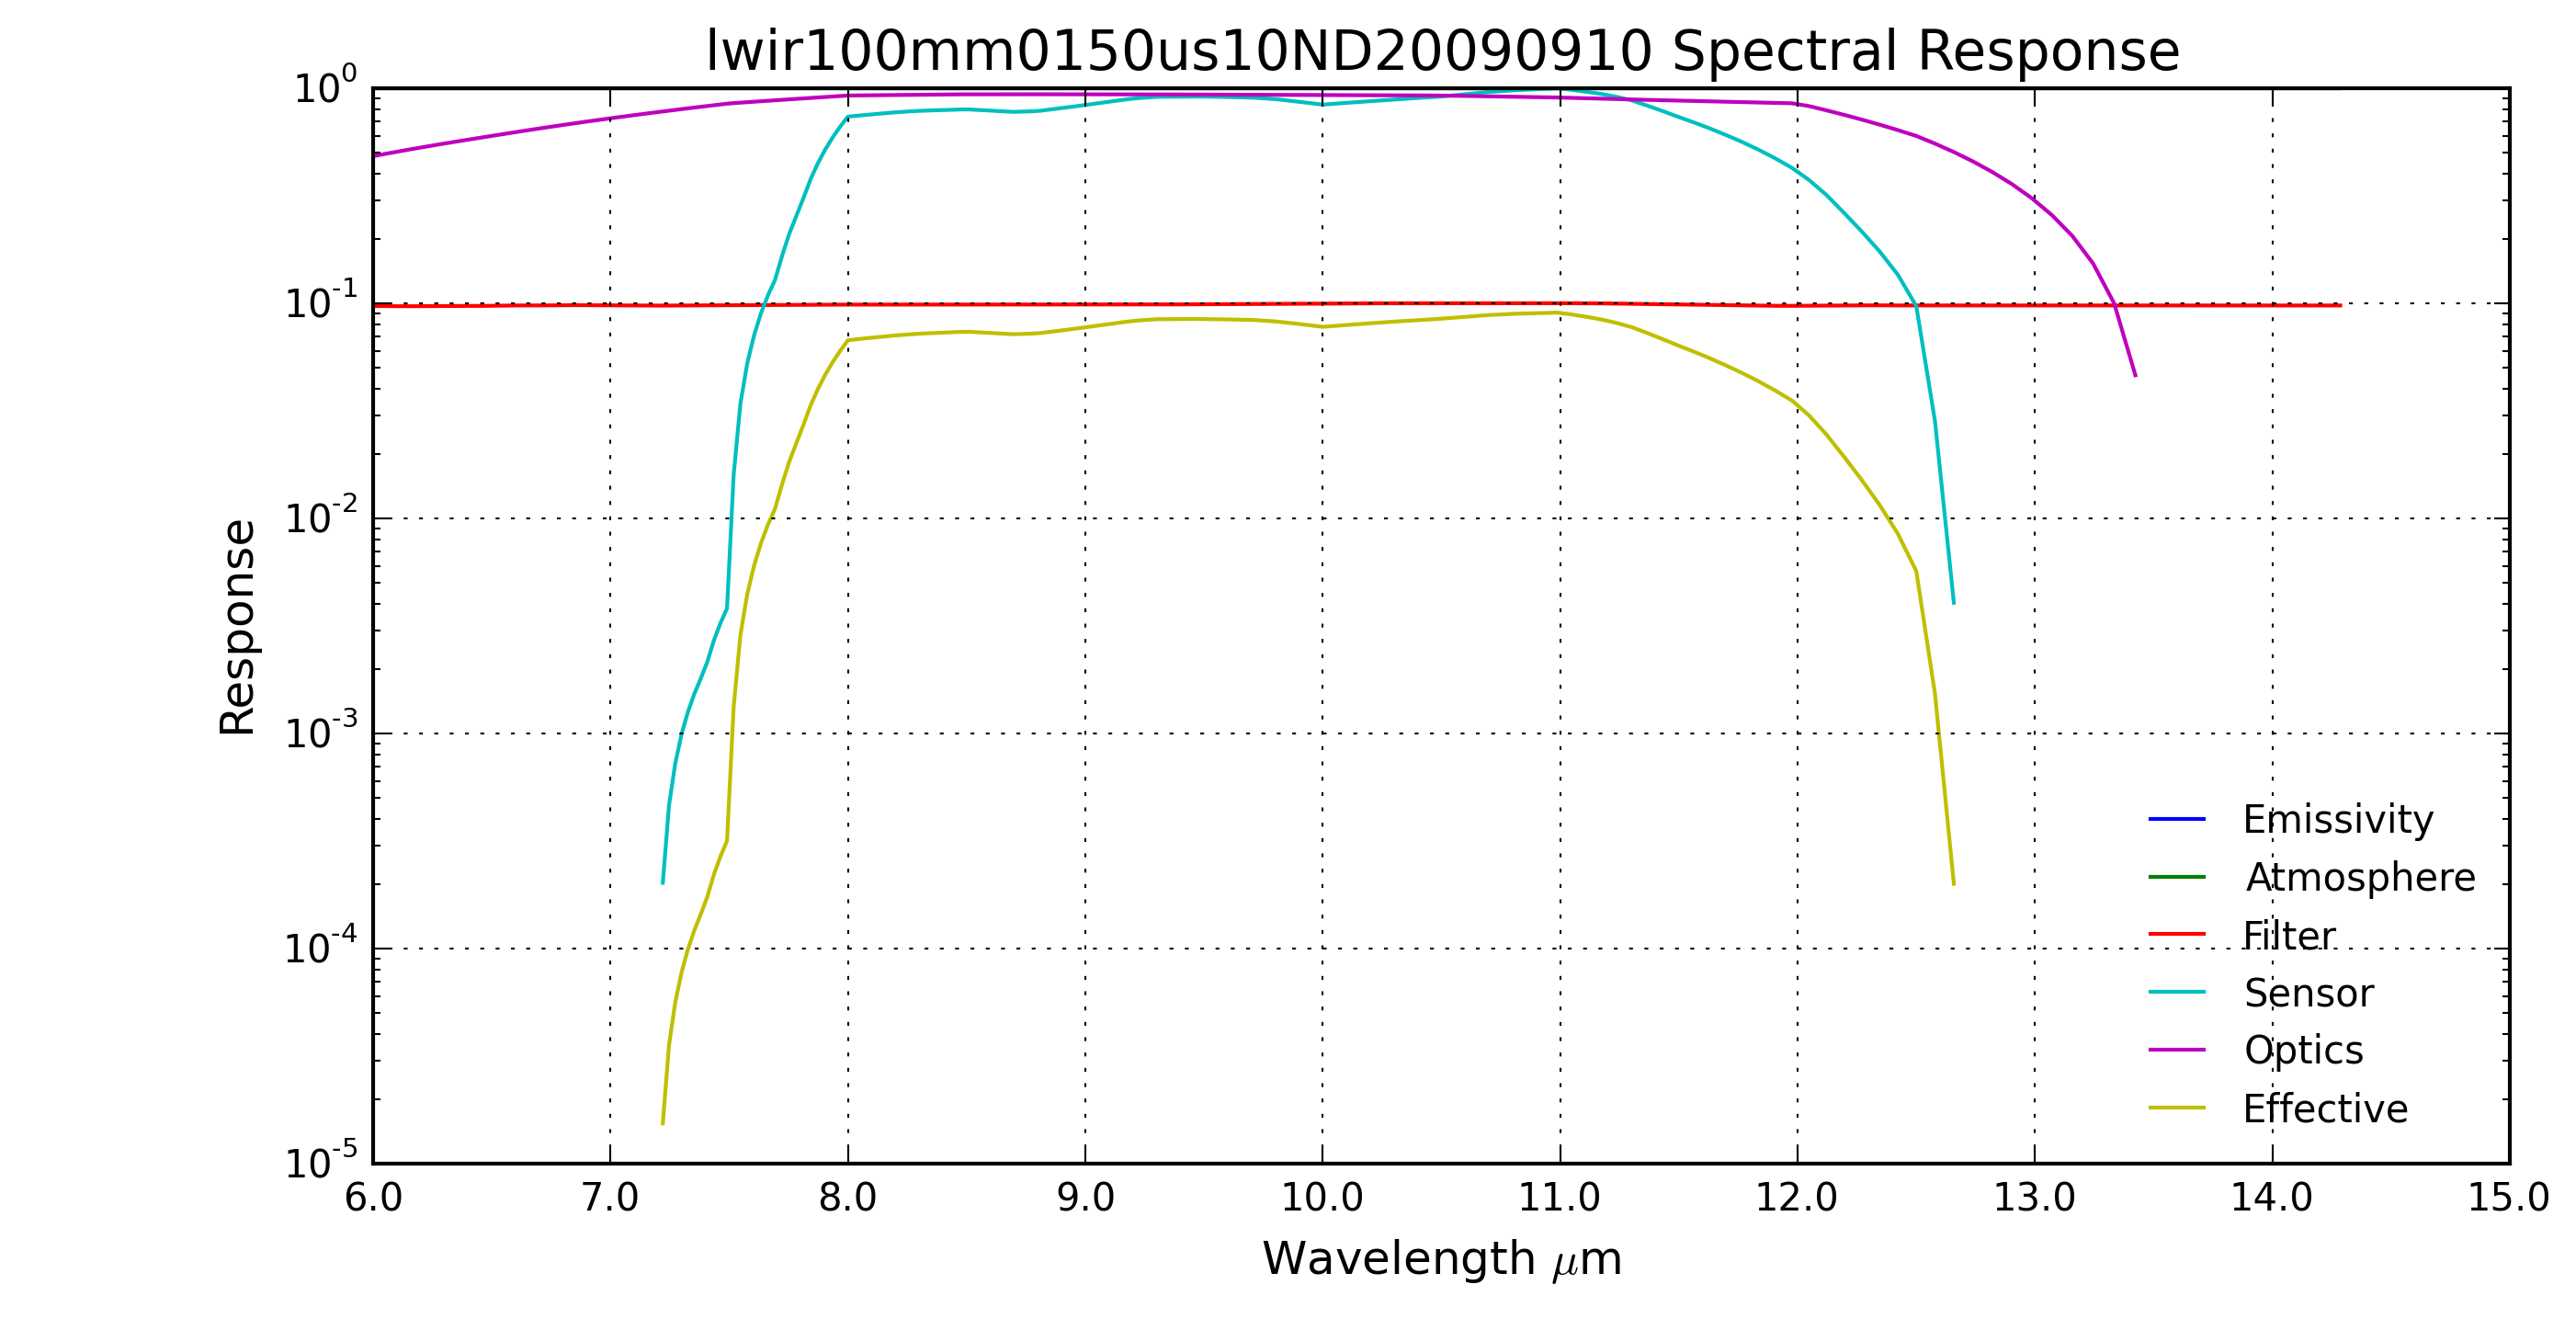 lwir100mm0150us10ND20090910 Spectral Response
Response
10^0
10^-1
10^-2
10^-3
10^-4
10^-5
Emissivity
Atmosphere
Filter
Sensor
Optics
Effective
6.0 7.0 8.0 9.0 10.0 11.0 12.0 13.0 14.0 15.0
Wavelength μm